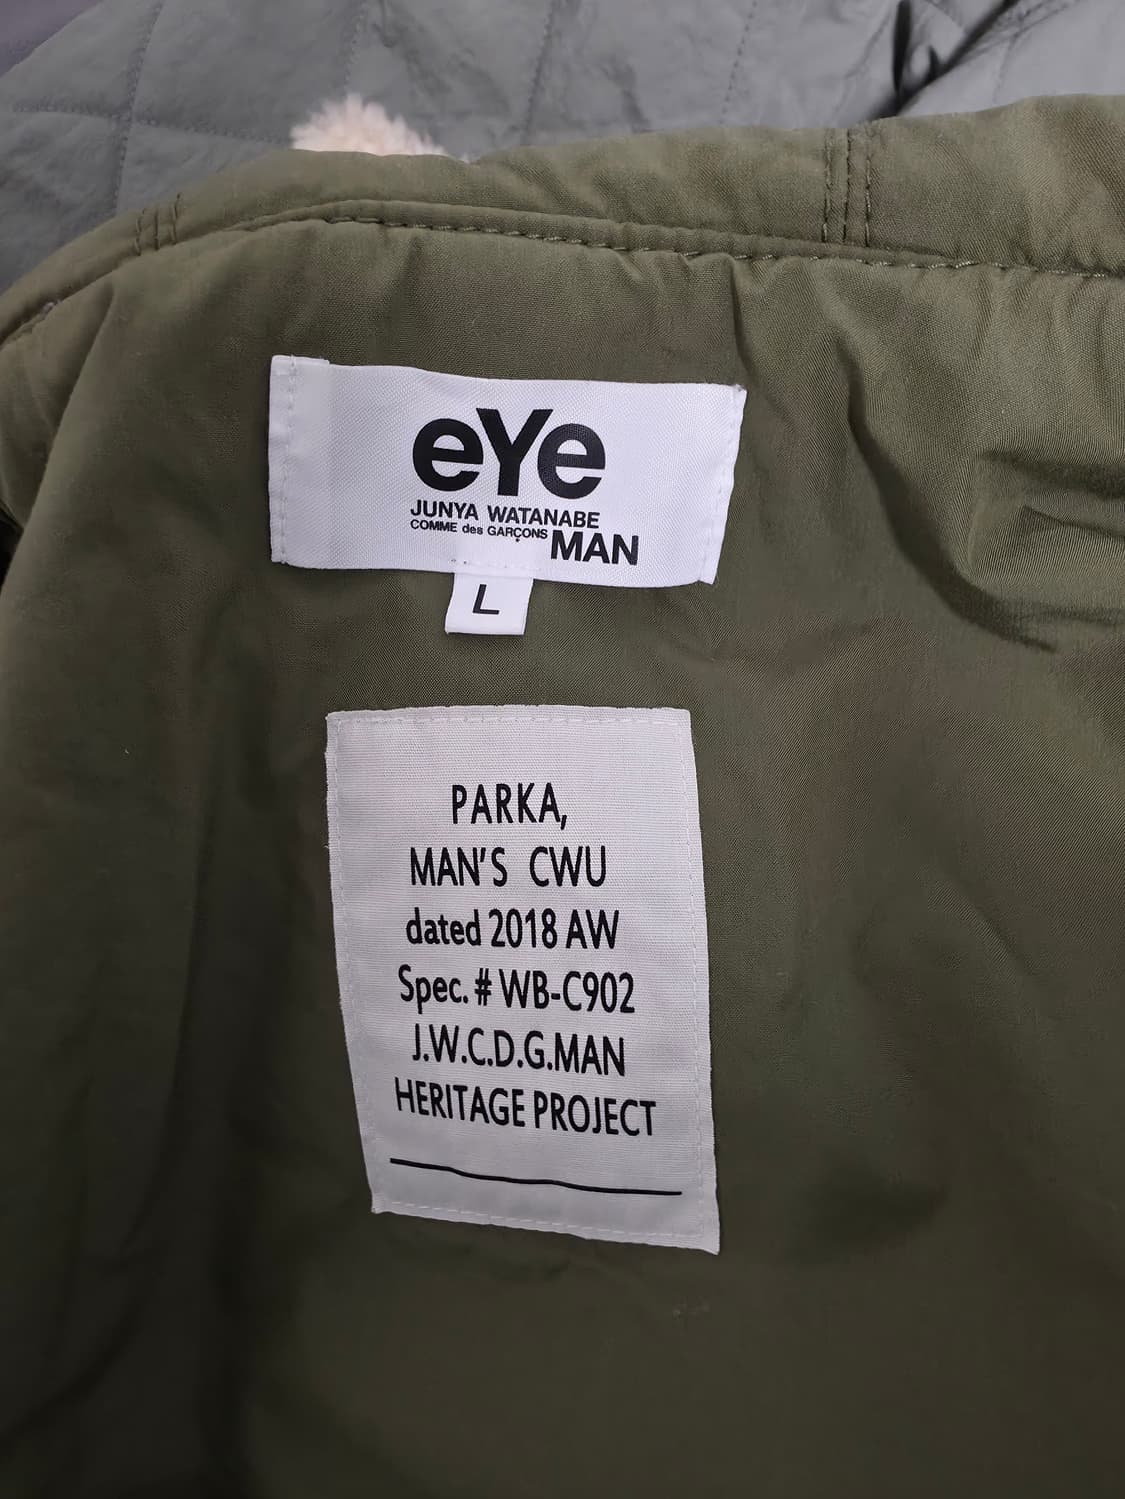 eYe
JUNYA WATANABE
COMME des GARÇONS MAN
L
PARKA,
MAN'S CWU
dated 2018 AW
Spec. # WB-C902
J.W.C.D.G.MAN
HERITAGE PROJECT